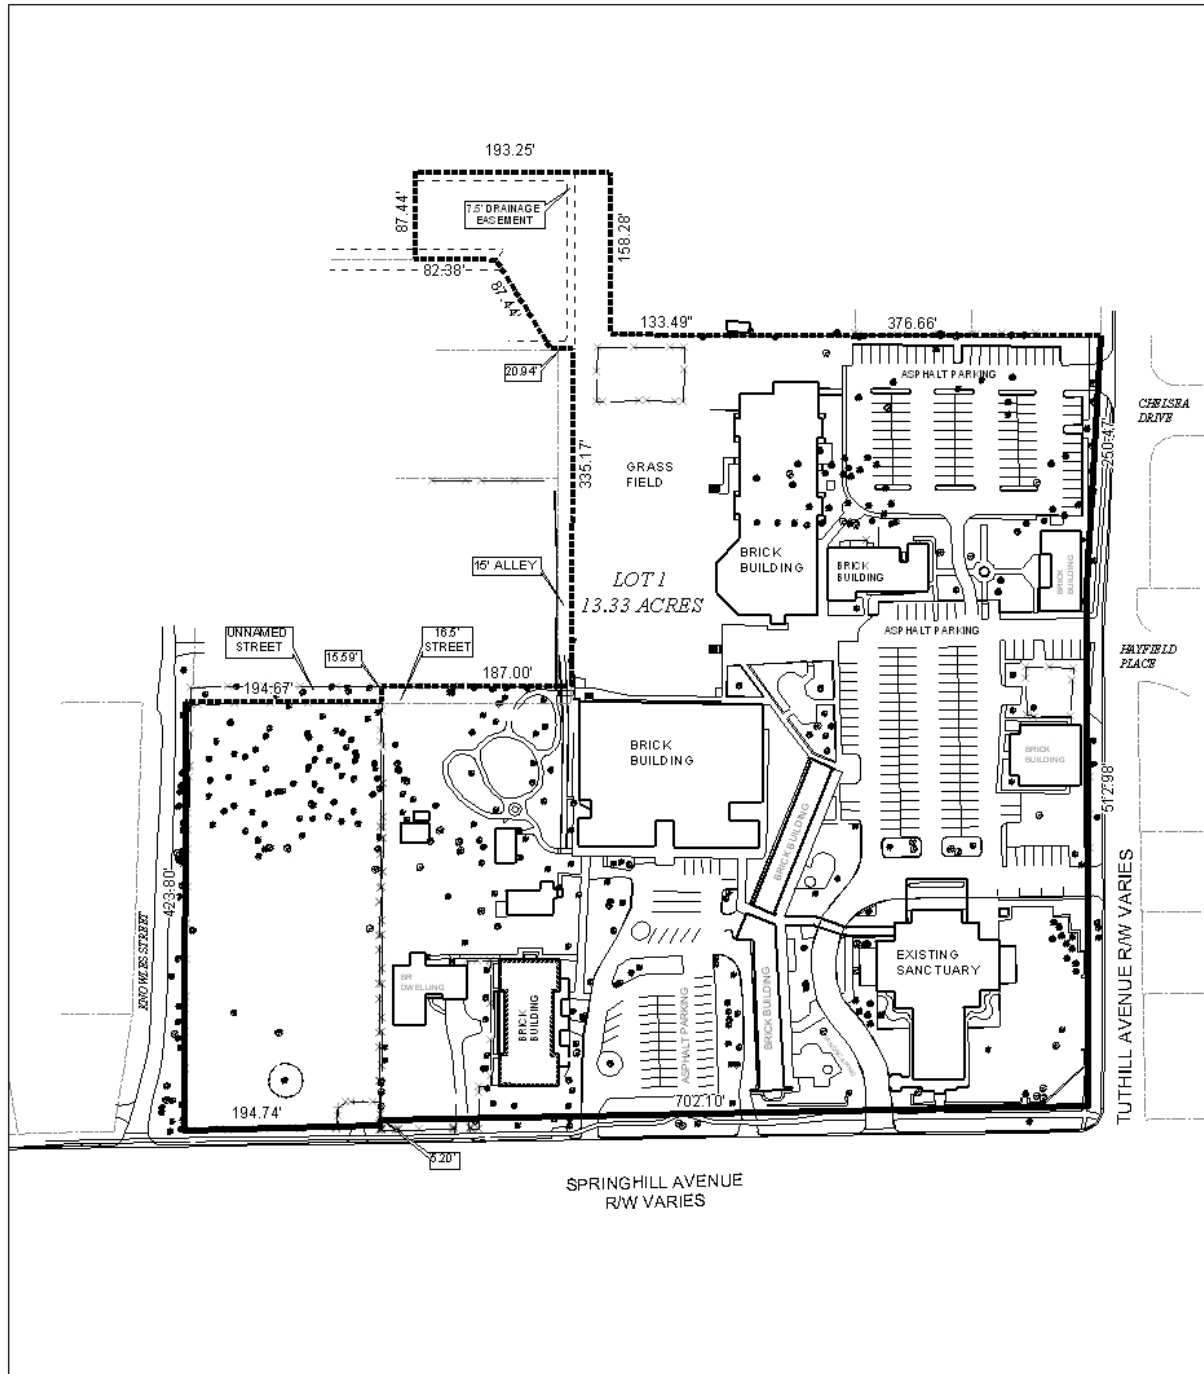 193.25'
87.44'
7.5' DRAINAGE
EASEMENT
158.28'
82.38'
87.44'
133.49"
376.66'
20.94'
ASPHALT PARKING
CHELSEA
DRIVE
250.47'
335.17'
GRASS
FIELD
15' ALLEY
BRICK
BUILDING
BRICK
BUILDING
BRICK
BUILDING
LOT 1
13.33 ACRES
ASPHALT PARKING
UNNAMED
STREET
16.5'
STREET
15.59'
HAYFIELD
PLACE
194.67'
187.00'
BRICK
BUILDING
BRICK
BUILDING
512.98'
BRICK BUILDING
423.80'
KNOWLES STREET
TUTHILL AVENUE R/W VARIES
EXISTING
SANCTUARY
BR
DWELLING
BRICK
BUILDING
BRICK BUILDING
ASPHALT PARKING
194.74'
702.10'
5.20'
SPRINGHILL AVENUE
R/W VARIES